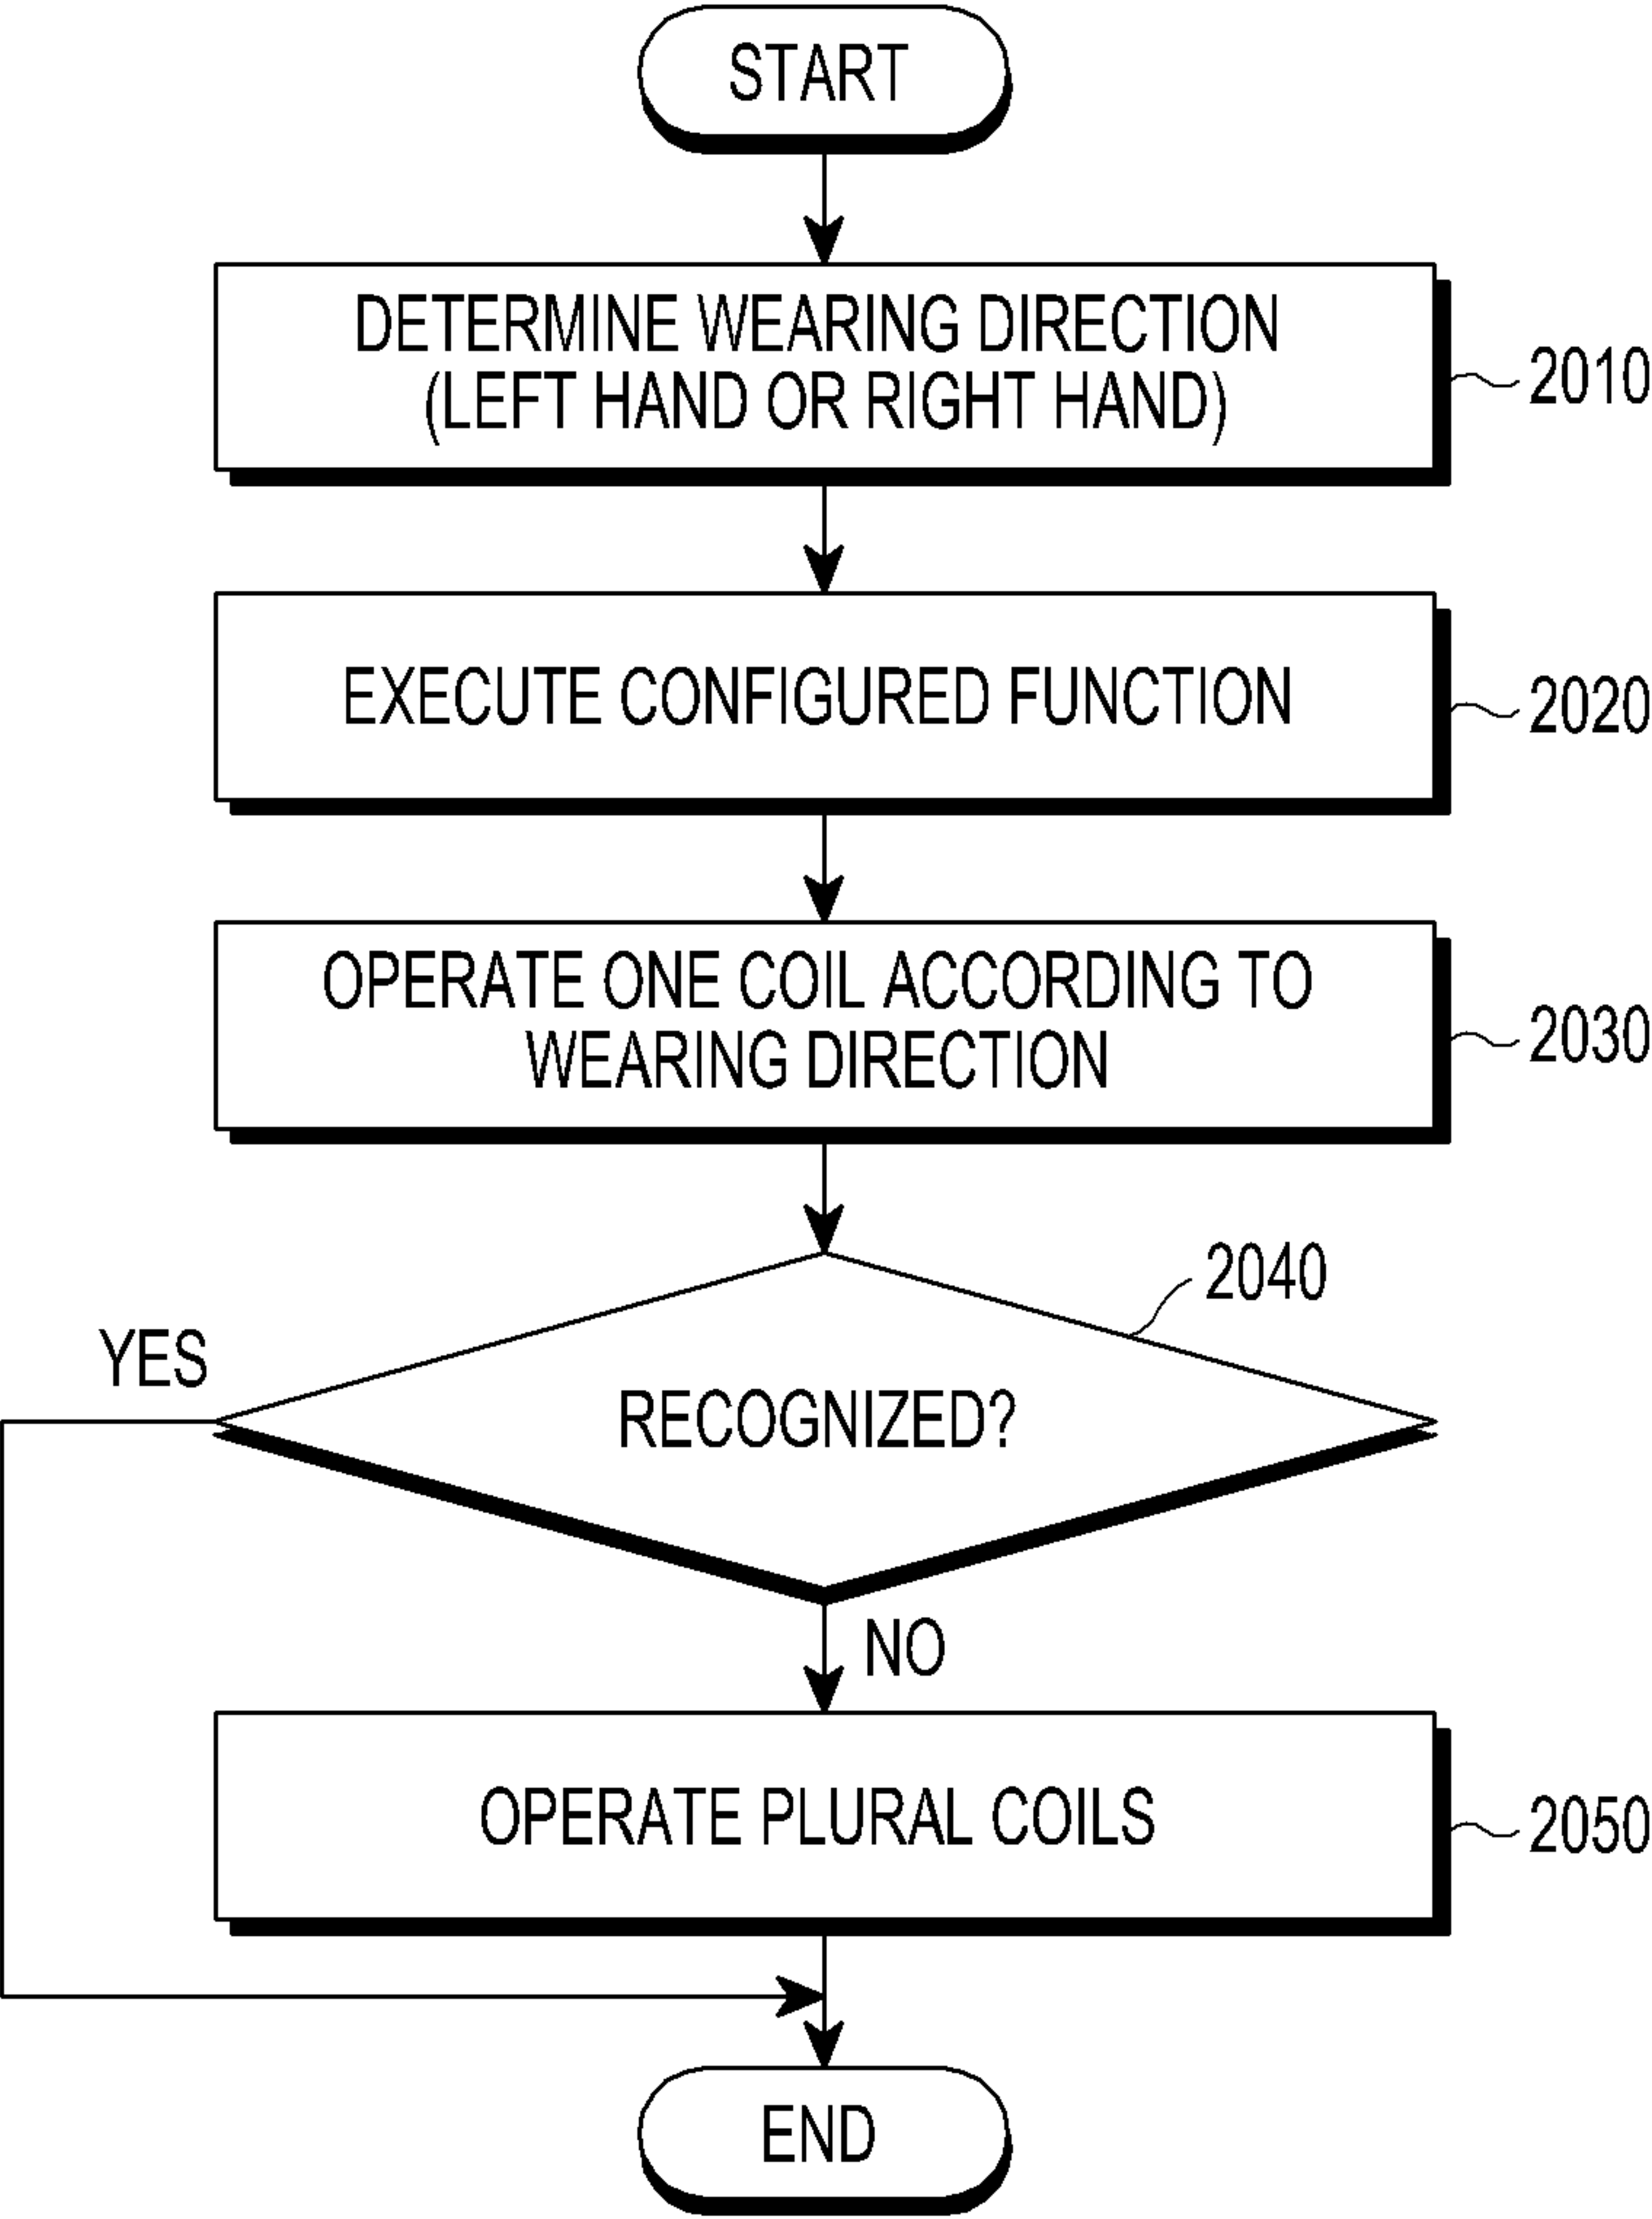 START
DETERMINE WEARING DIRECTION
(LEFT HAND OR RIGHT HAND)
2010
EXECUTE CONFIGURED FUNCTION
2020
OPERATE ONE COIL ACCORDING TO
WEARING DIRECTION
2030
2040
YES
RECOGNIZED?
NO
OPERATE PLURAL COILS
2050
END